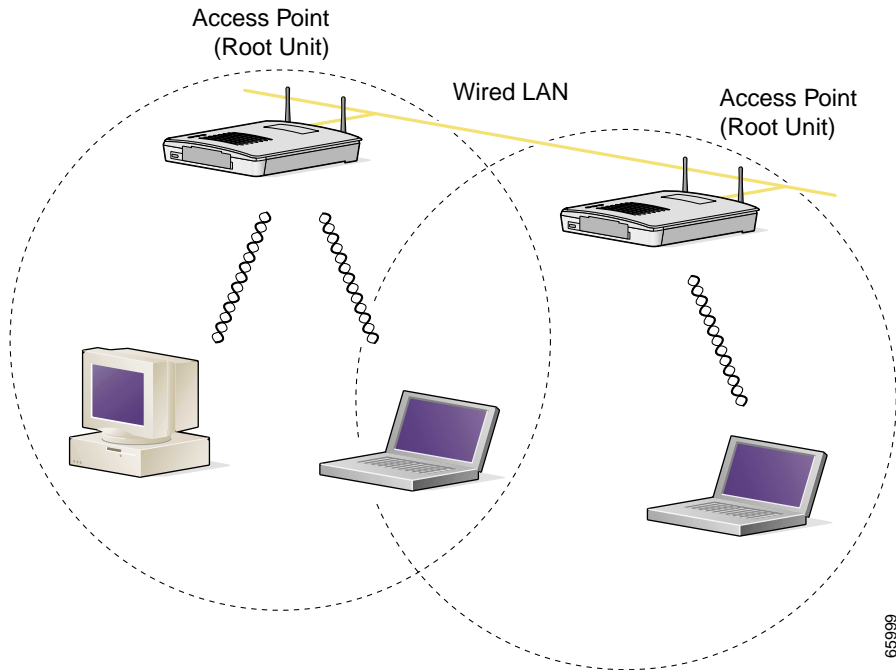 Access Point
(Root Unit)
Wired LAN
Access Point
(Root Unit)
65999